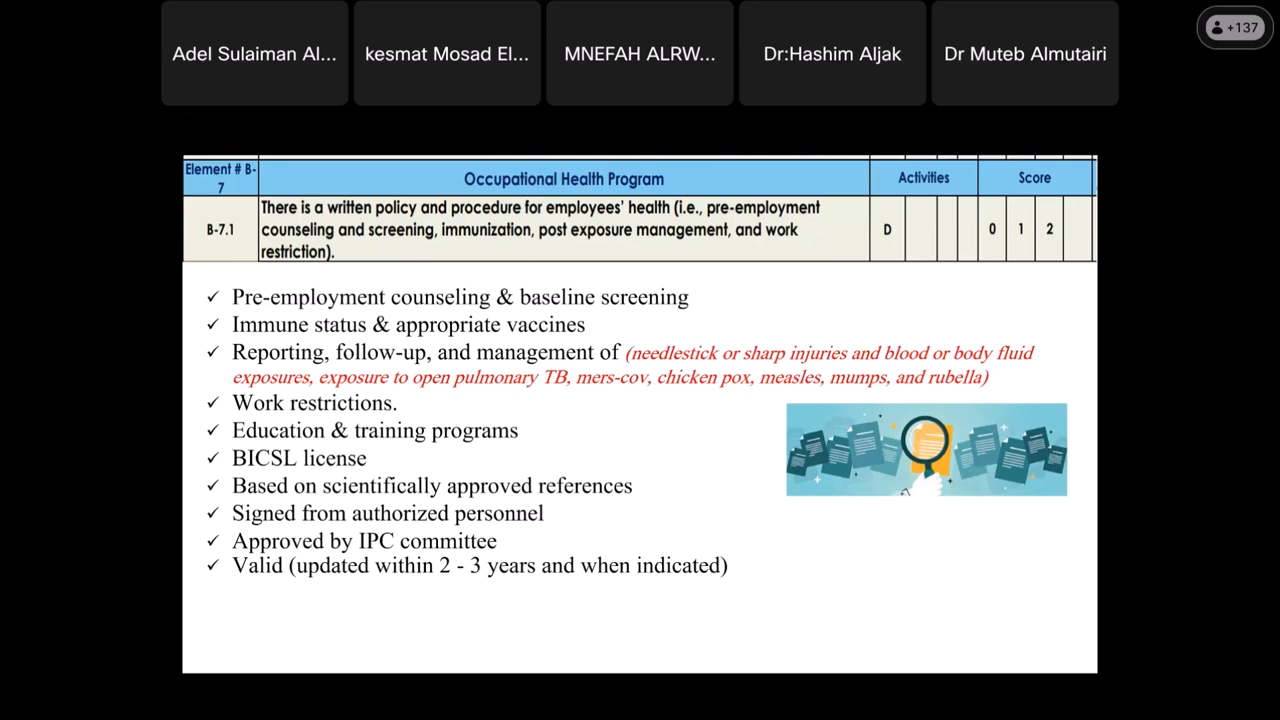 Adel Sulaiman Al...
kesmat Mosad El...
MNEFAH ALRW...
Dr:Hashim Aljak
Dr Muteb Almutairi
+137
Element # B-
7
Occupational Health Program
Activities
Score
B-7.1
There is a written policy and procedure for employees' health (i.e., pre-employment
counseling and screening, immunization, post exposure management, and work
restriction).
D
0 1 2
✓ Pre-employment counseling & baseline screening
✓ Immune status & appropriate vaccines
✓ Reporting, follow-up, and management of (needlestick or sharp injuries and blood or body fluid
exposures, exposure to open pulmonary TB, mers-cov, chicken pox, measles, mumps, and rubella)
✓ Work restrictions.
✓ Education & training programs
✓ BICSL license
✓ Based on scientifically approved references
✓ Signed from authorized personnel
✓ Approved by IPC committee
✓ Valid (updated within 2 - 3 years and when indicated)